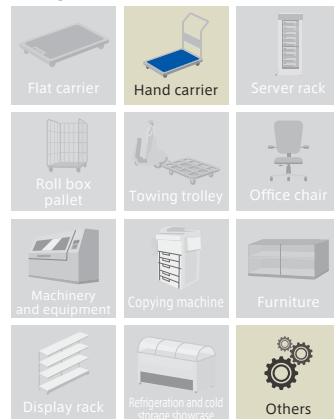 Flat carrier
Hand carrier
Server rack
Roll box
pallet
Towing trolley
Office chair
Machinery
and equipment
Copying machine
Furniture
Display rack
Refrigeration and cold
storage showcase
Others